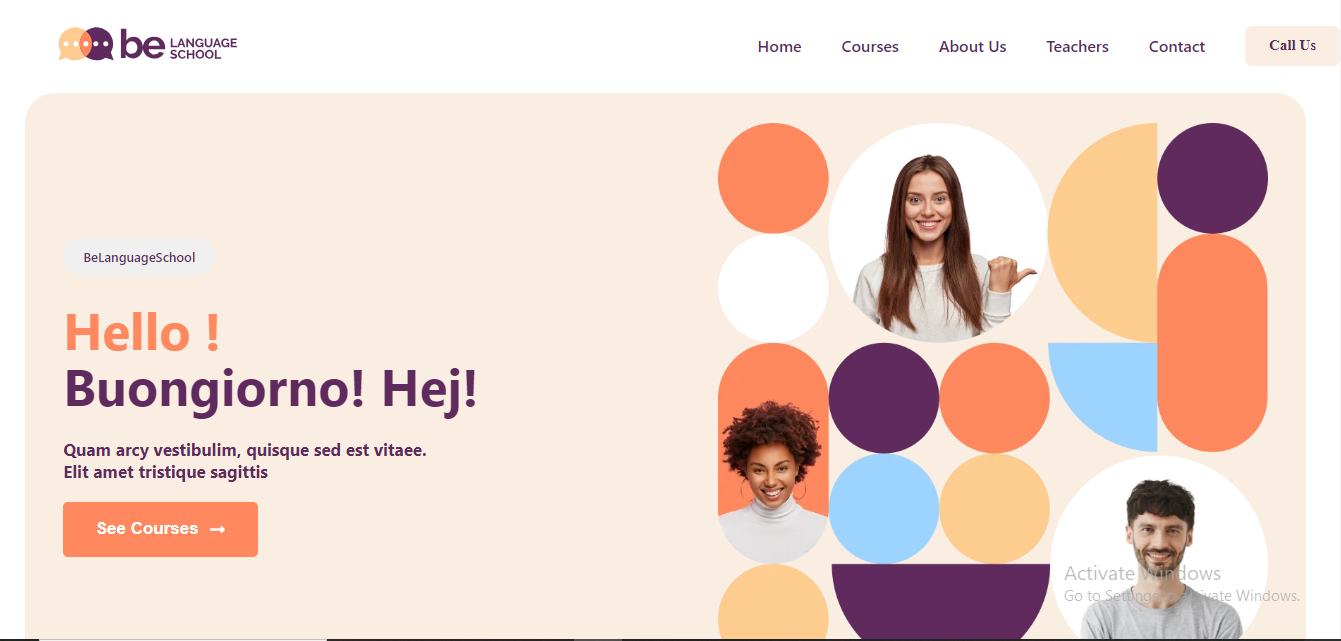 be LANGUAGE
SCHOOL
Home Courses About Us Teachers Contact Call Us
BeLanguageSchool
Hello !
Buongiorno! Hej!
Quam arcy vestibulim, quisque sed est vitaee.
Elit amet tristique sagittis
See Courses →
Activate Windows
Go to Settings to activate Windows.